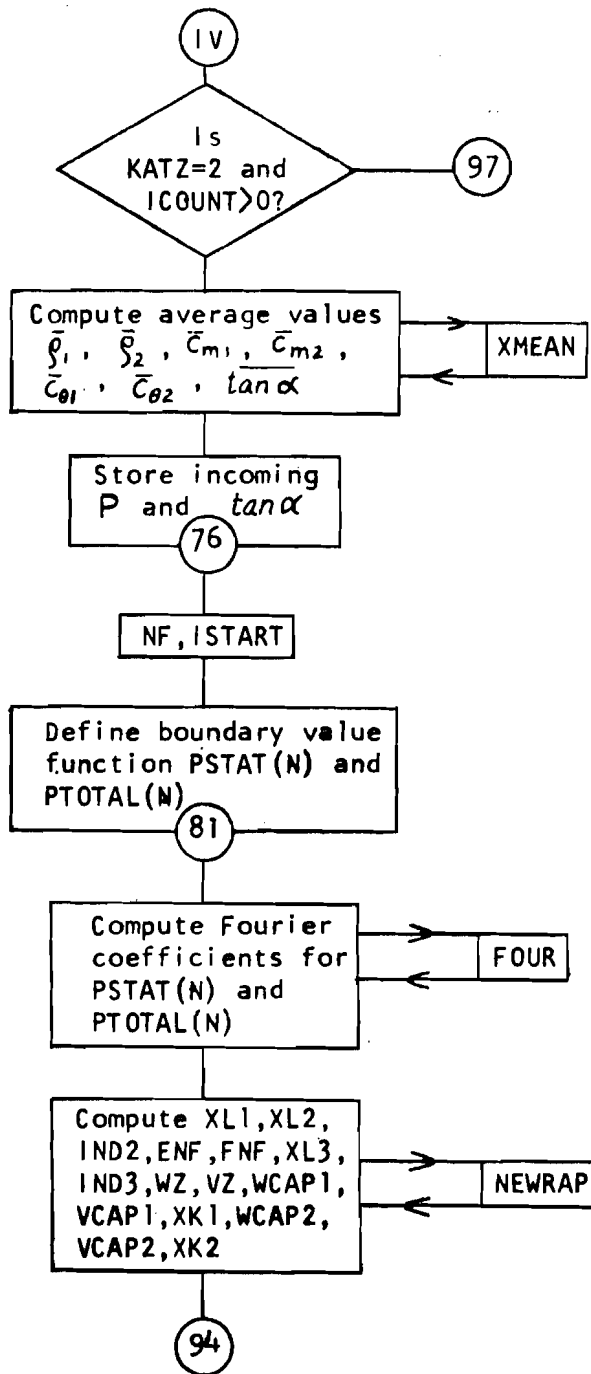 IV
Is
KATZ=2 and
ICOUNT>0?
97
Compute average values
ρ̄₁, ρ̄₂, C̄ₘ₁, C̄ₘ₂,
C̄θ₁, C̄θ₂, t̅a̅n̅ ̅α̅
XMEAN
Store incoming
P and tan α
76
NF,ISTART
Define boundary value
function PSTAT(N) and
PTOTAL(N)
81
Compute Fourier
coefficients for
PSTAT(N) and
PTOTAL(N)
FOUR
Compute XL1,XL2,
IND2,ENF,FNF,XL3,
IND3,WZ,VZ,WCAP1,
VCAP1,XK1,WCAP2,
VCAP2,XK2
NEWRAP
94